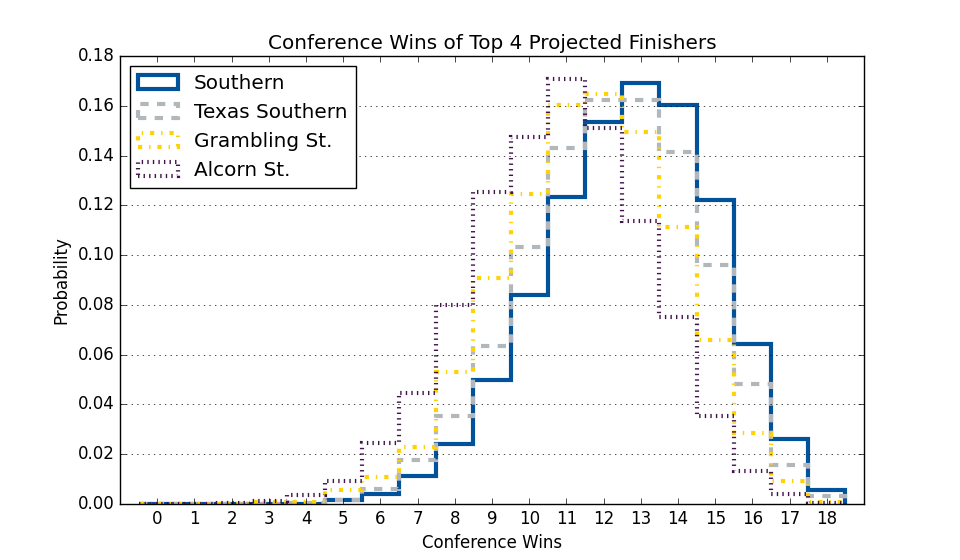 Conference Wins of Top 4 Projected Finishers
0.18
0.16
0.14
0.12
0.10
0.08
0.06
0.04
0.02
0.00
Probability
Southern
Texas Southern
Grambling St.
Alcorn St.
0 1 2 3 4 5 6 7 8 9 10 11 12 13 14 15 16 17 18
Conference Wins